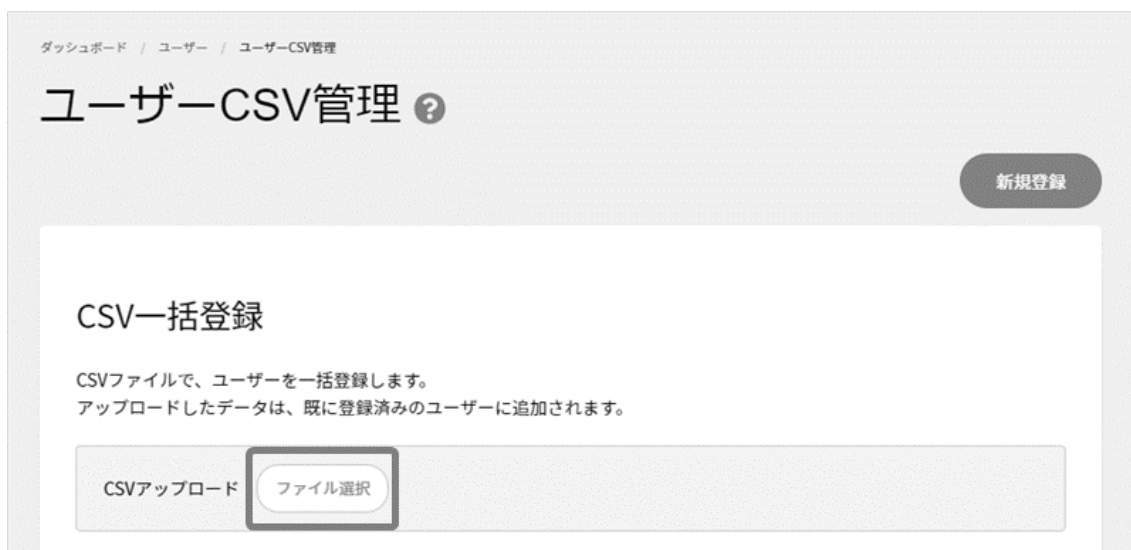 ダッシュボード / ユーザー / ユーザーCSV管理
ユーザーCSV管理 ?
新規登録
CSV一括登録
CSVファイルで、ユーザーを一括登録します。
アップロードしたデータは、既に登録済みのユーザーに追加されます。
CSVアップロード ファイル選択